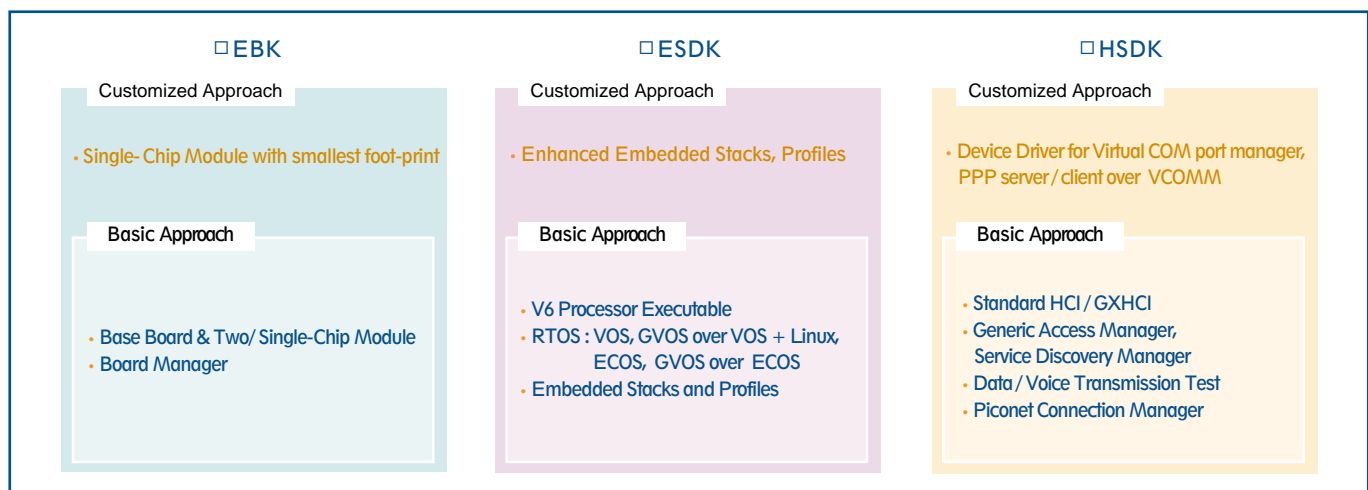 □ EBK
Customized Approach
• Single-Chip Module with smallest foot-print
Basic Approach
• Base Board & Two/ Single-Chip Module
• Board Manager
□ ESDK
Customized Approach
• Enhanced Embedded Stacks, Profiles
Basic Approach
• V6 Processor Executable
• RTOS : VOS, GVOS over VOS + Linux,
ECOS, GVOS over ECOS
• Embedded Stacks and Profiles
□ HSDK
Customized Approach
• Device Driver for Virtual COM port manager,
PPP server / client over VCOMM
Basic Approach
• Standard HCI / GXHCI
• Generic Access Manager,
Service Discovery Manager
• Data / Voice Transmission Test
• Piconet Connection Manager